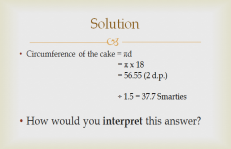 Solution
• Circumference of the cake = πd
= π x 18
= 56.55 (2 d.p.)
÷ 1.5 = 37.7 Smarties
• How would you interpret this answer?